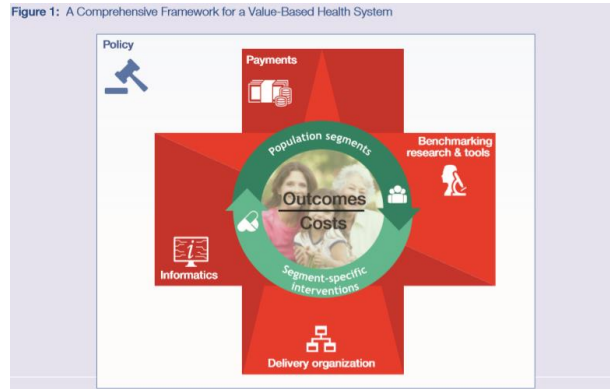 Figure 1: A Comprehensive Framework for a Value-Based Health System
Policy
Payments
Population segments
Benchmarking
research & tools
Outcomes
Costs
Informatics
Segment-specific
interventions
Delivery organization